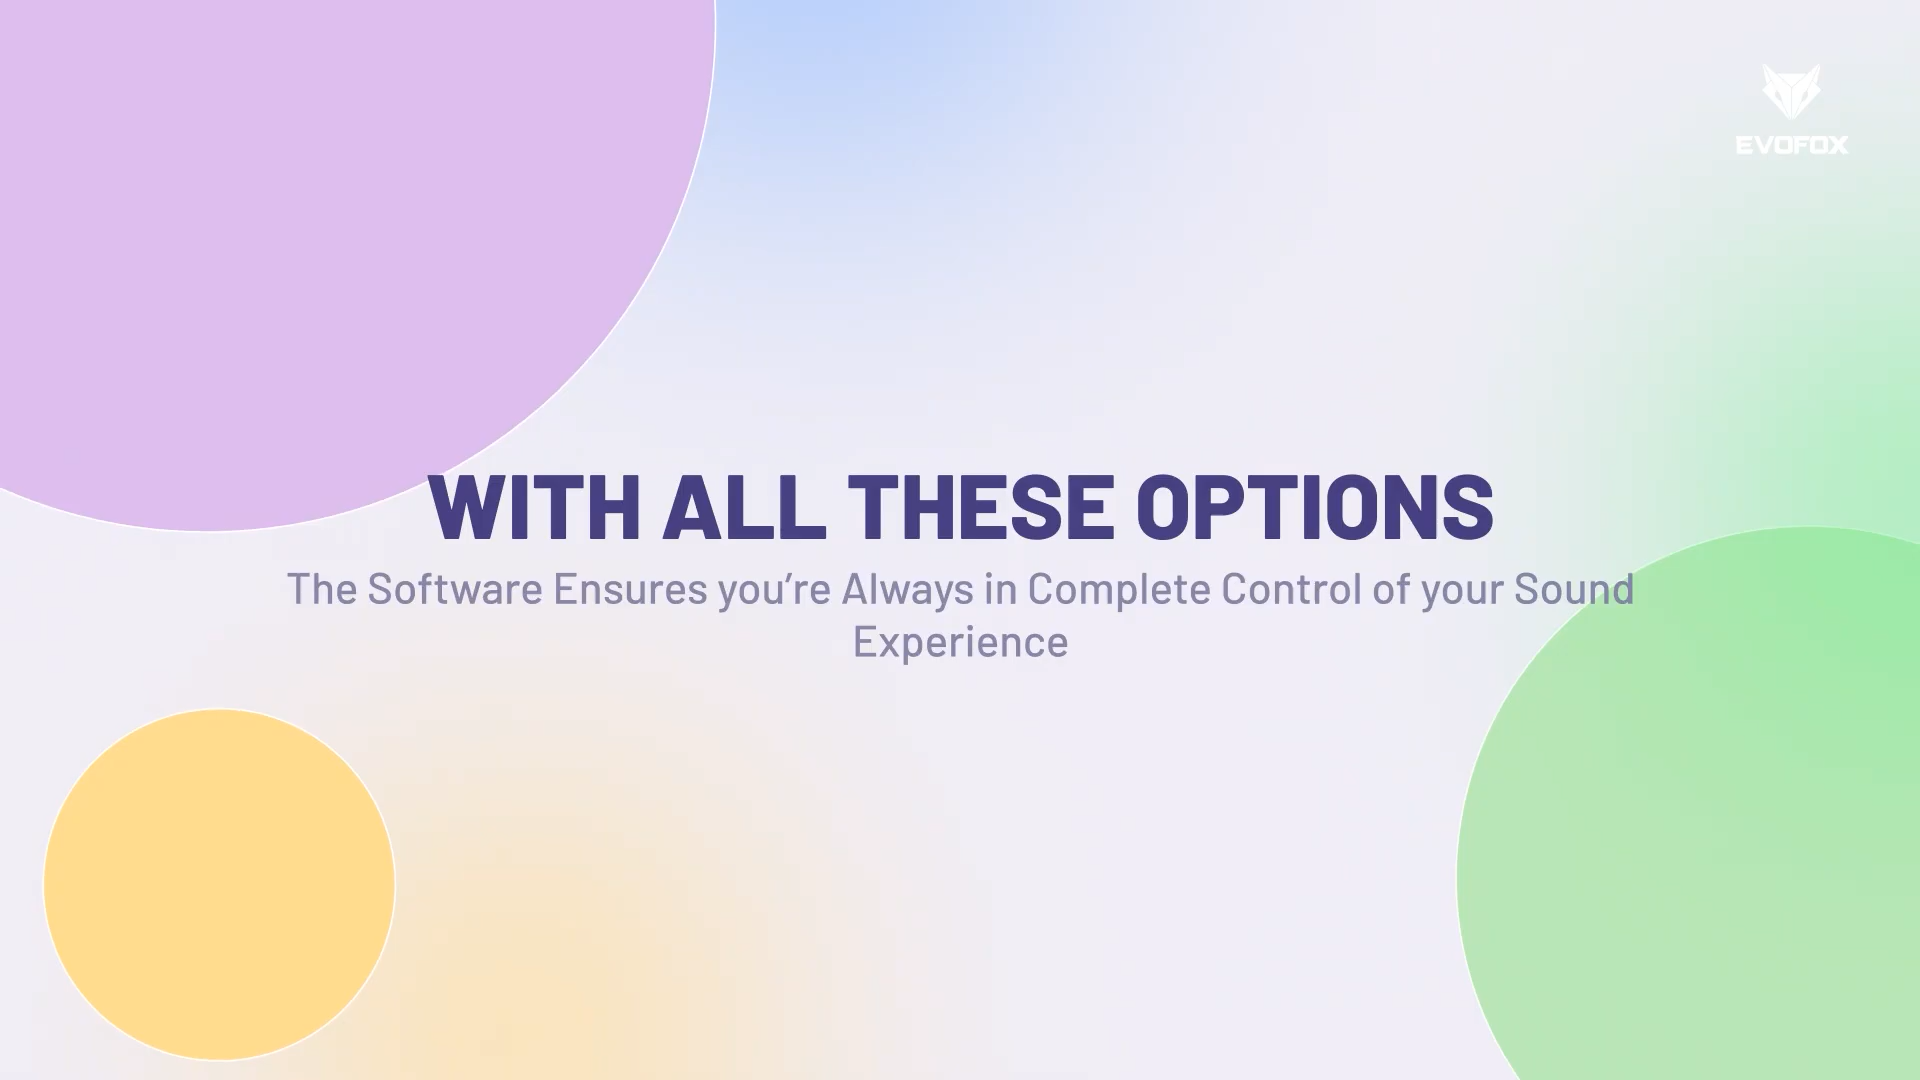 EVOFOX
WITH ALL THESE OPTIONS
The Software Ensures you’re Always in Complete Control of your Sound
Experience